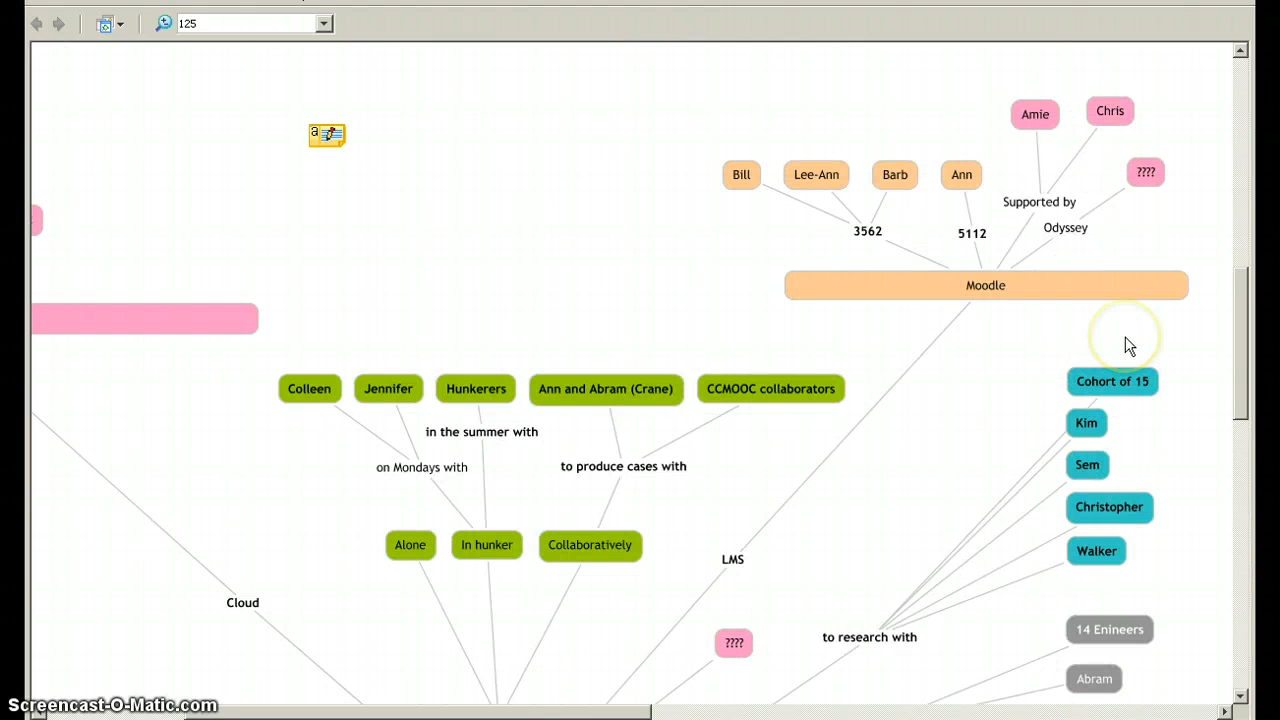 125
a
Amie
Chris
Bill
Lee-Ann
Barb
Ann
????
Supported by
3562
5112
Odyssey
Moodle
Colleen
Jennifer
Hunkerers
Ann and Abram (Crane)
CCMOOC collaborators
Cohort of 15
Kim
in the summer with
on Mondays with
to produce cases with
Sem
Christopher
Alone
In hunker
Collaboratively
Walker
LMS
Cloud
????
to research with
14 Enineers
Abram
Screencast-O-Matic.com